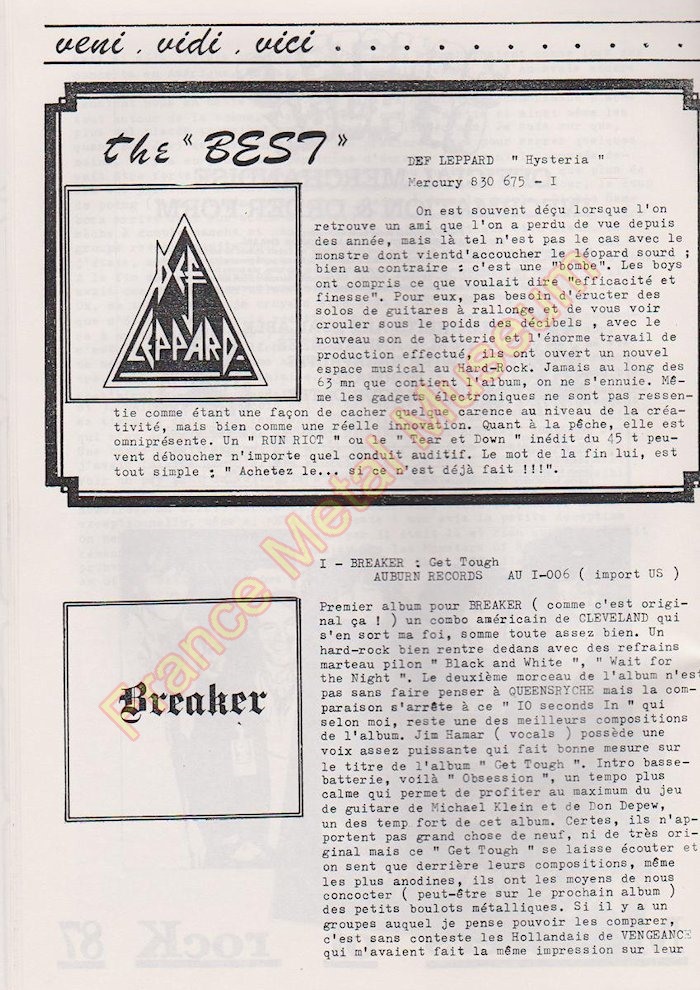 veni . vidi . vici . . . . . . . . . . . . .
the " BEST "
DEF LEPPARD " Hysteria "
Mercury 830 675 - I
DEF
LEPPARD
On est souvent déçu lorsque l'on
retrouve un ami que l'on a perdu de vue depuis
des année, mais là tel n'est pas le cas avec le
monstre dont vientd'accoucher le léopard sourd ;
bien au contraire : c'est une "bombe". Les boys
ont compris ce que voulait dire "efficacité et
finesse". Pour eux, pas besoin d'éructer des
solos de guitares à rallonge et de vous voir
crouler sous le poids des décibels , avec le
nouveau son de batterie et l'énorme travail de
production effectué, ils ont ouvert un nouvel
espace musical au Hard-Rock. Jamais au long des
63 mn que contient l'album, on ne s'ennuie. Mê-
me les gadgets électroniques ne sont pas ressen-
tie comme étant une façon de cacher une carence au niveau de la créa-
tivité, mais bien comme une réelle innovation. Quant à la pêche, elle est
omniprésente. Un " RUN RIOT " ou le " Tear et Down " inédit du 45 t peu-
vent déboucher n'importe quel conduit auditif. Le mot de la fin lui, est
tout simple : " Achetez le... si ce n'est déjà fait !!!".
I - BREAKER : Get Tough
AUBURN RECORDS AU I-006 ( import US )
Breaker
Premier album pour BREAKER ( comme c'est origi-
nal ça ! ) un combo américain de CLEVELAND qui
s'en sort ma foi, somme toute assez bien. Un
hard-rock bien rentre dedans avec des refrains
marteau pilon " Black and White ", " Wait for
the Night ". Le deuxième morceau de l'album n'est
pas sans faire penser à QUEENSRYCHE mais la com-
paraison s'arrête à ce " IO seconds In " qui
selon moi, reste une des meilleurs compositions
de l'album. Jim Hamar ( vocals ) possède une
voix assez puissante qui fait bonne mesure sur
le titre de l'album " Get Tough ". Intro basse-
batterie, voilà " Obsession ", un tempo plus
calme qui permet de profiter au maximum du jeu
de guitare de Michael Klein et de Don Depew,
un des temp fort de cet album. Certes, ils n'ap-
portent pas grand chose de neuf, ni de très ori-
ginal mais ce " Get Tough " se laisse écouter et
on sent que derrière leurs compositions, même
les plus anodines, ils ont les moyens de nous
concocter ( peut-être sur le prochain album )
des petits boulots métalliques. Si il y a un
groupes auquel je pense pouvoir les comparer,
c'est sans conteste les Hollandais de VENGEANCE
qui m'avaient fait la même impression sur leur
France Metal Museum